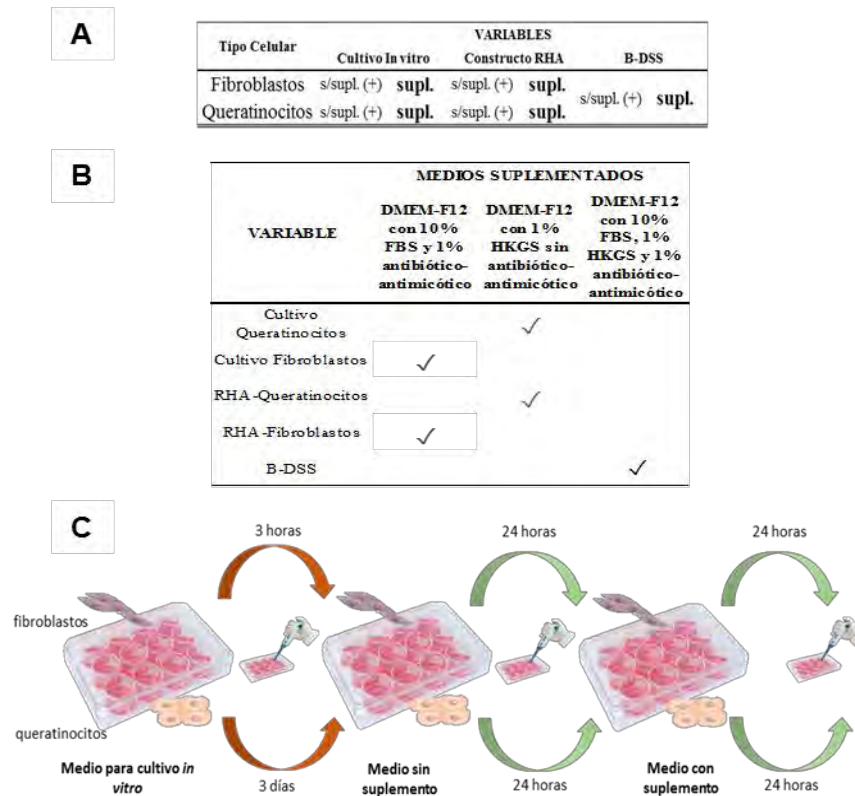 A
Tipo Celular
VARIABLES
Cultivo In vitro Constructo RHA B-DSS
Fibroblastos s/supl. (+) supl. s/supl. (+) supl.
s/supl. (+) supl.
Queratinocitos s/supl. (+) supl. s/supl. (+) supl.
B
MEDIOS SUPLEMENTADOS
VARIABLE
DMEM-F12
con 10%
FBS y 1%
antibiótico-
antimicótico
DMEM-F12
con 1%
HKGS sin
antibiótico-
antimicótico
DMEM-F12
con 10%
FBS, 1%
HKGS y 1%
antibiótico-
antimicótico
Cultivo
Queratinocitos ✓
Cultivo Fibroblastos ✓
RHA-Queratinocitos ✓
RHA-Fibroblastos ✓
B-DSS ✓
C
3 horas 24 horas 24 horas
fibroblastos
queratinocitos
Medio para cultivo in
vitro
3 días
Medio sin
suplemento
24 horas
Medio con
suplemento
24 horas